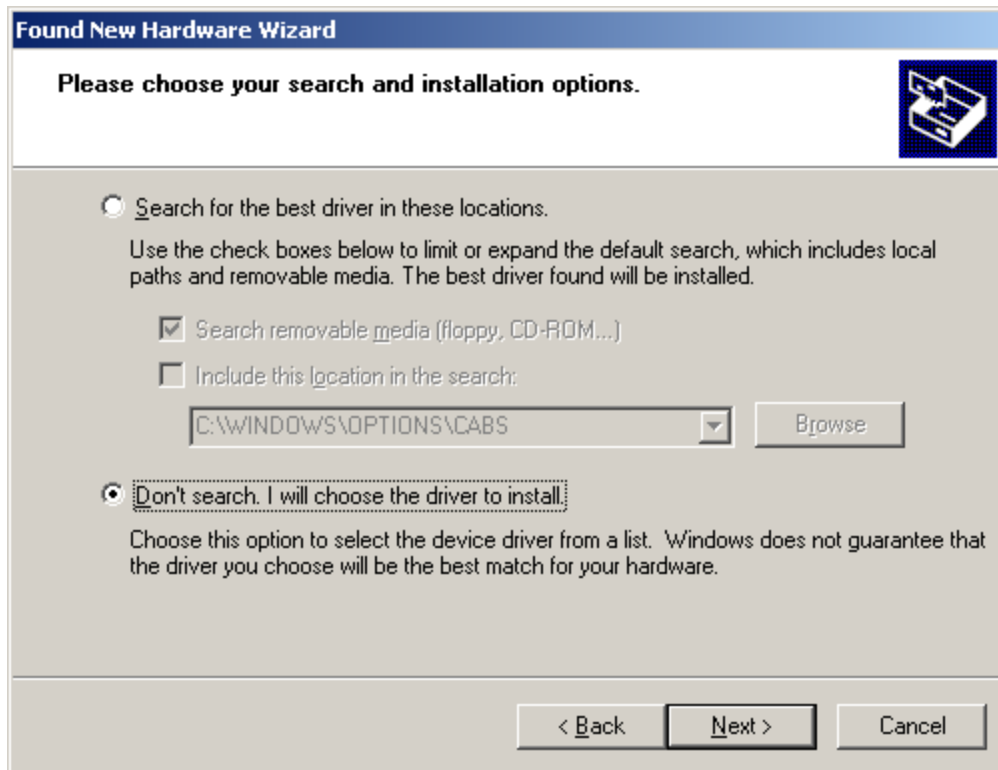 Found New Hardware Wizard
Please choose your search and installation options.
Search for the best driver in these locations.
Use the check boxes below to limit or expand the default search, which includes local
paths and removable media. The best driver found will be installed.
Search removable media (floppy, CD-ROM...)
Include this location in the search:
C:\WINDOWS\OPTIONS\CABS
Browse
Don't search. I will choose the driver to install.
Choose this option to select the device driver from a list.  Windows does not guarantee that
the driver you choose will be the best match for your hardware.
< Back
Next >
Cancel